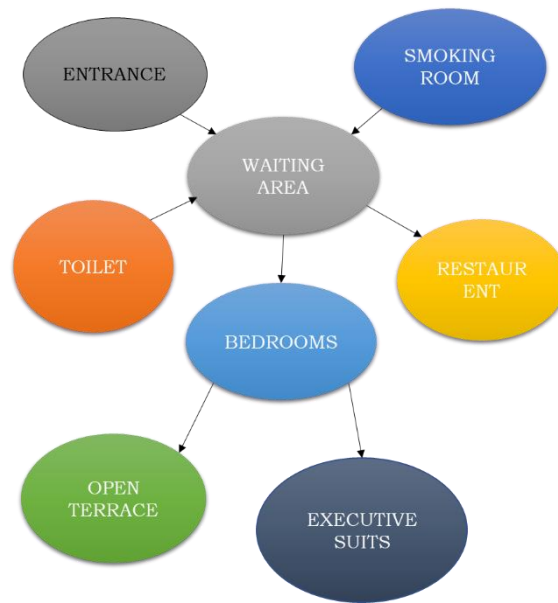 ENTRANCE
SMOKING
ROOM
WAITING
AREA
TOILET
RESTAUR
ENT
BEDROOMS
OPEN
TERRACE
EXECUTIVE
SUITS